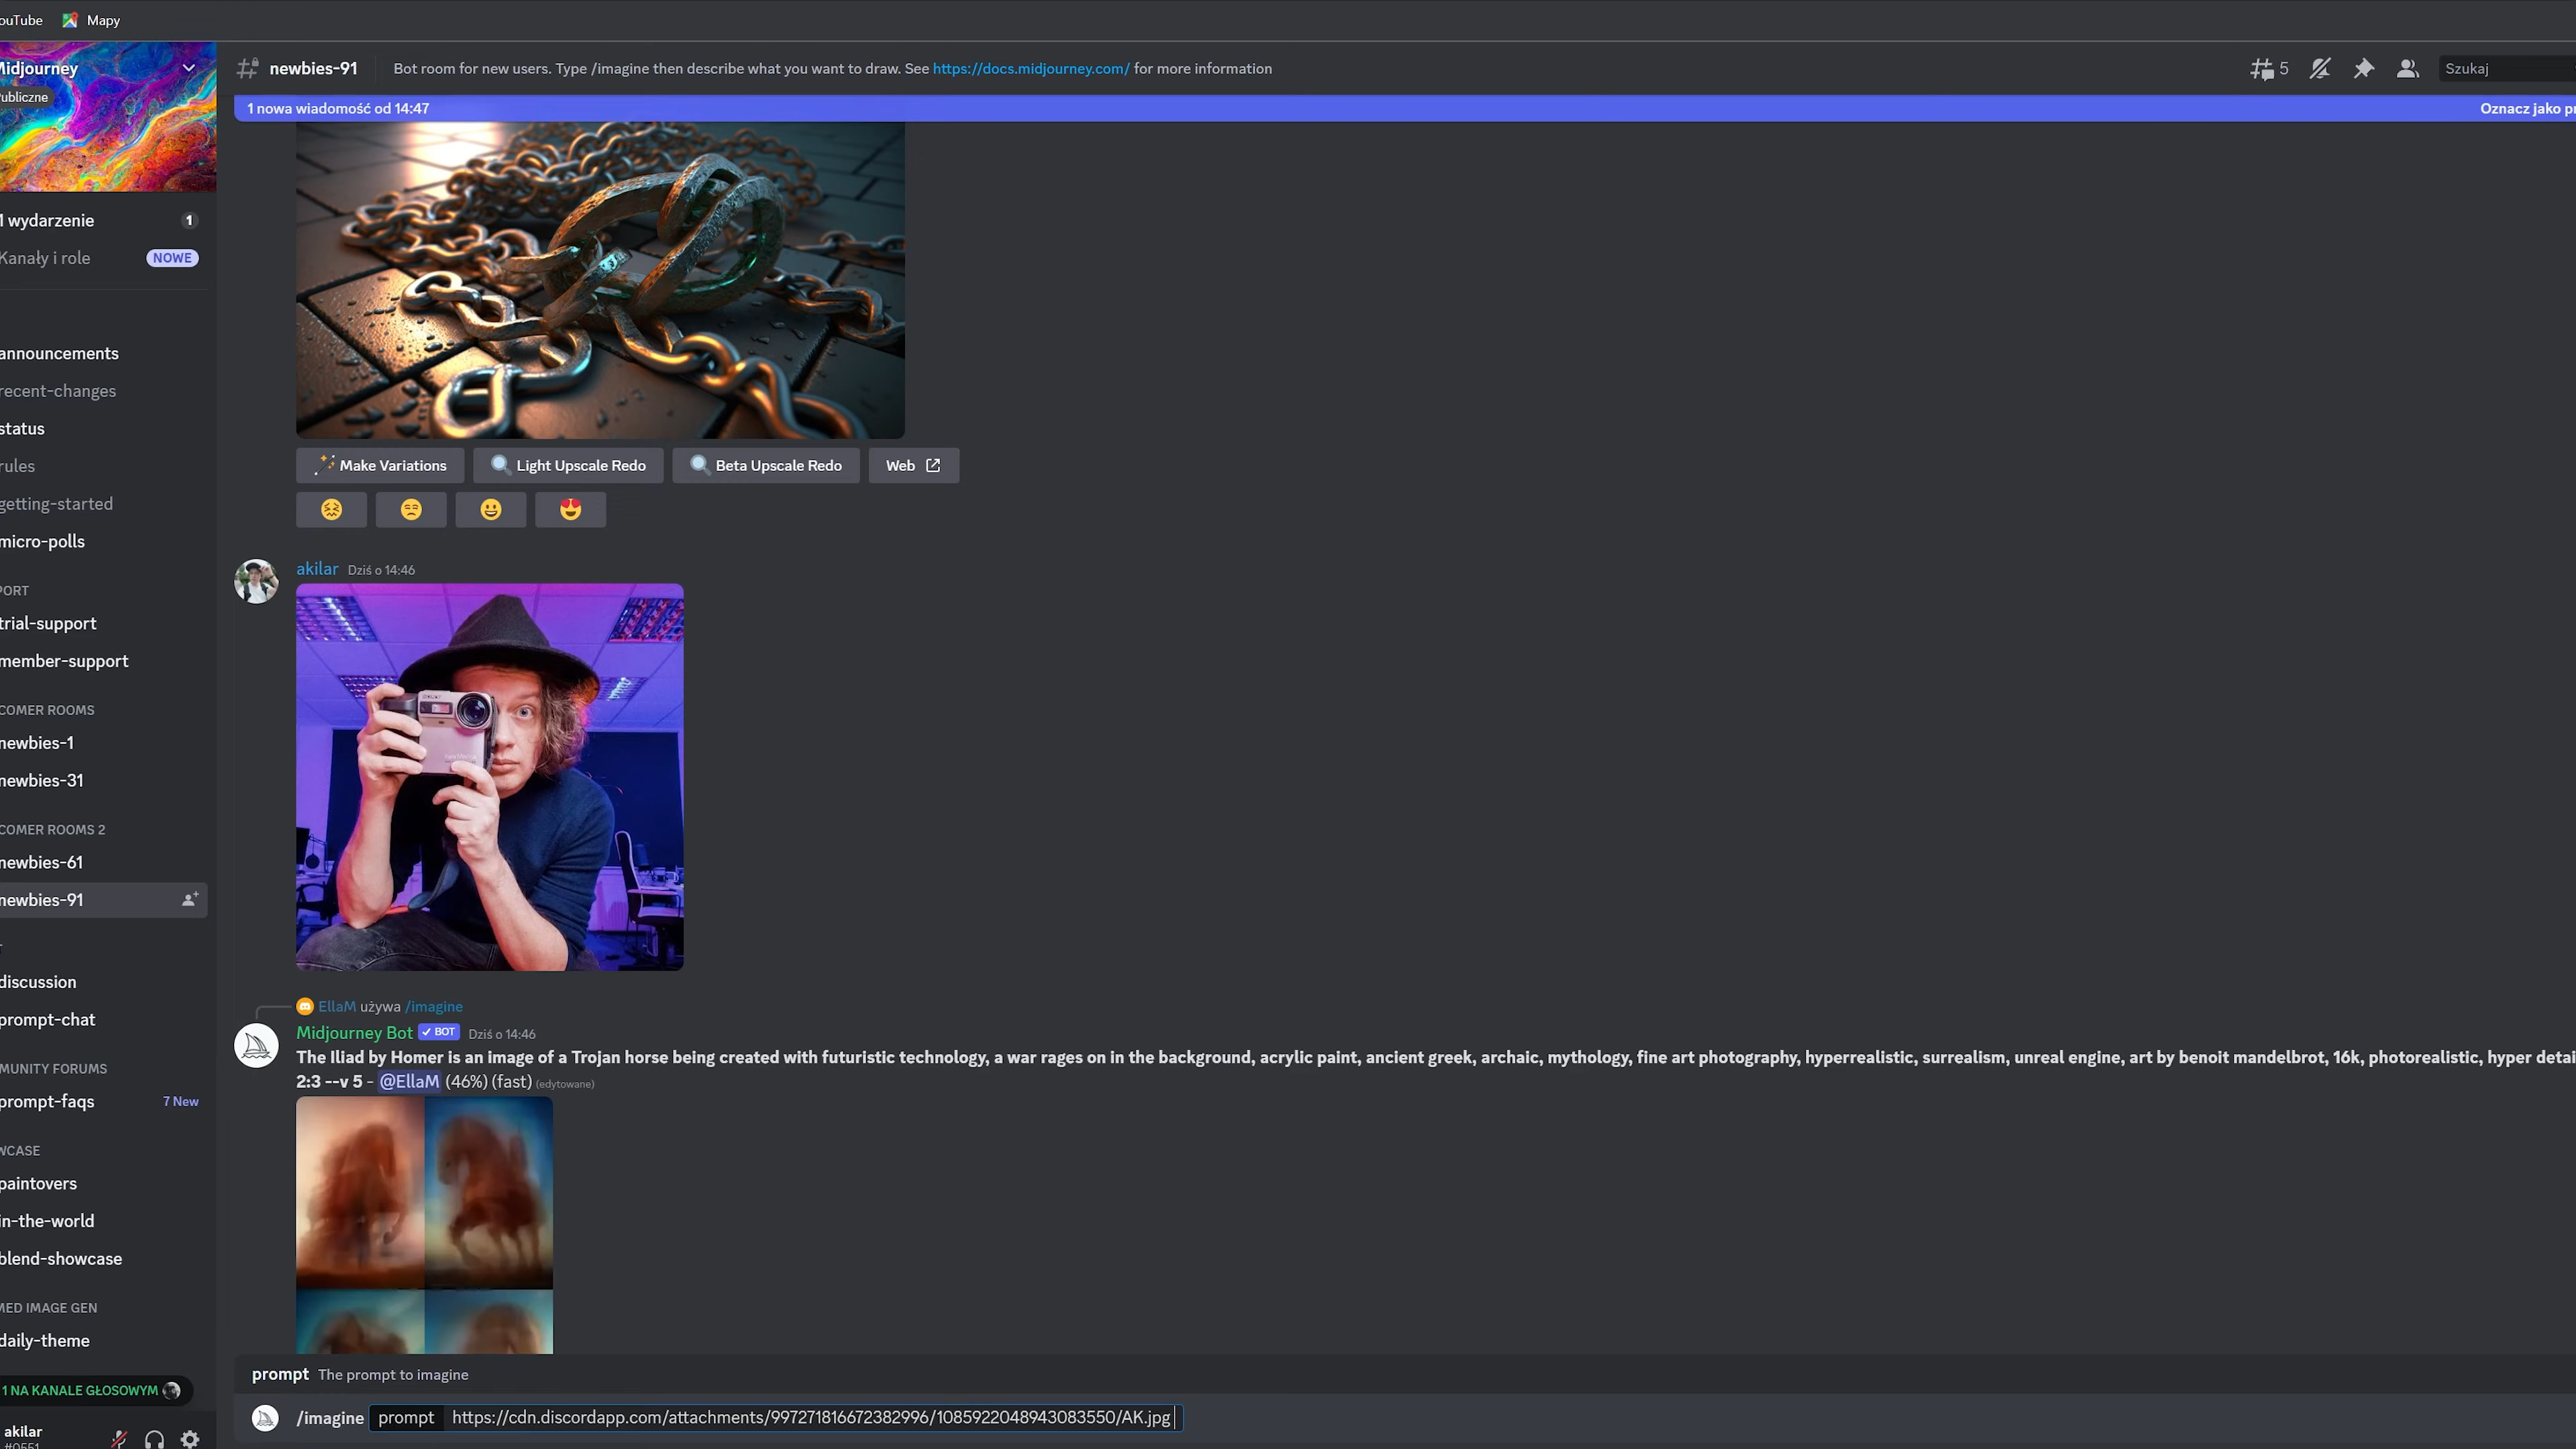 ouTube Mapy
Midjourney
Publiczne
1 wydarzenie 1
Kanały i role NOWE
announcements
recent-changes
status
rules
getting-started
micro-polls
PORT
trial-support
member-support
COMER ROOMS
newbies-1
newbies-31
COMER ROOMS 2
newbies-61
newbies-91
T
discussion
prompt-chat
MUNITY FORUMS
prompt-faqs 7 New
WCASE
paintovers
in-the-world
blend-showcase
MED IMAGE GEN
daily-theme
1 NA KANALE GŁOSOWYM
akilar
#0551
newbies-91 Bot room for new users. Type /imagine then describe what you want to draw. See https://docs.midjourney.com/ for more information 5 Szukaj
1 nowa wiadomość od 14:47 Oznacz jako pr
Make Variations Light Upscale Redo Beta Upscale Redo Web
akilar Dziś o 14:46
EllaM używa /imagine
Midjourney Bot BOT Dziś o 14:46
The Iliad by Homer is an image of a Trojan horse being created with futuristic technology, a war rages on in the background, acrylic paint, ancient greek, archaic, mythology, fine art photography, hyperrealistic, surrealism, unreal engine, art by benoit mandelbrot, 16k, photorealistic, hyper detai
2:3 --v 5 - @EllaM (46%) (fast) (edytowane)
prompt The prompt to imagine
/imagine prompt https://cdn.discordapp.com/attachments/997271816672382996/1085922048943083550/AK.jpg